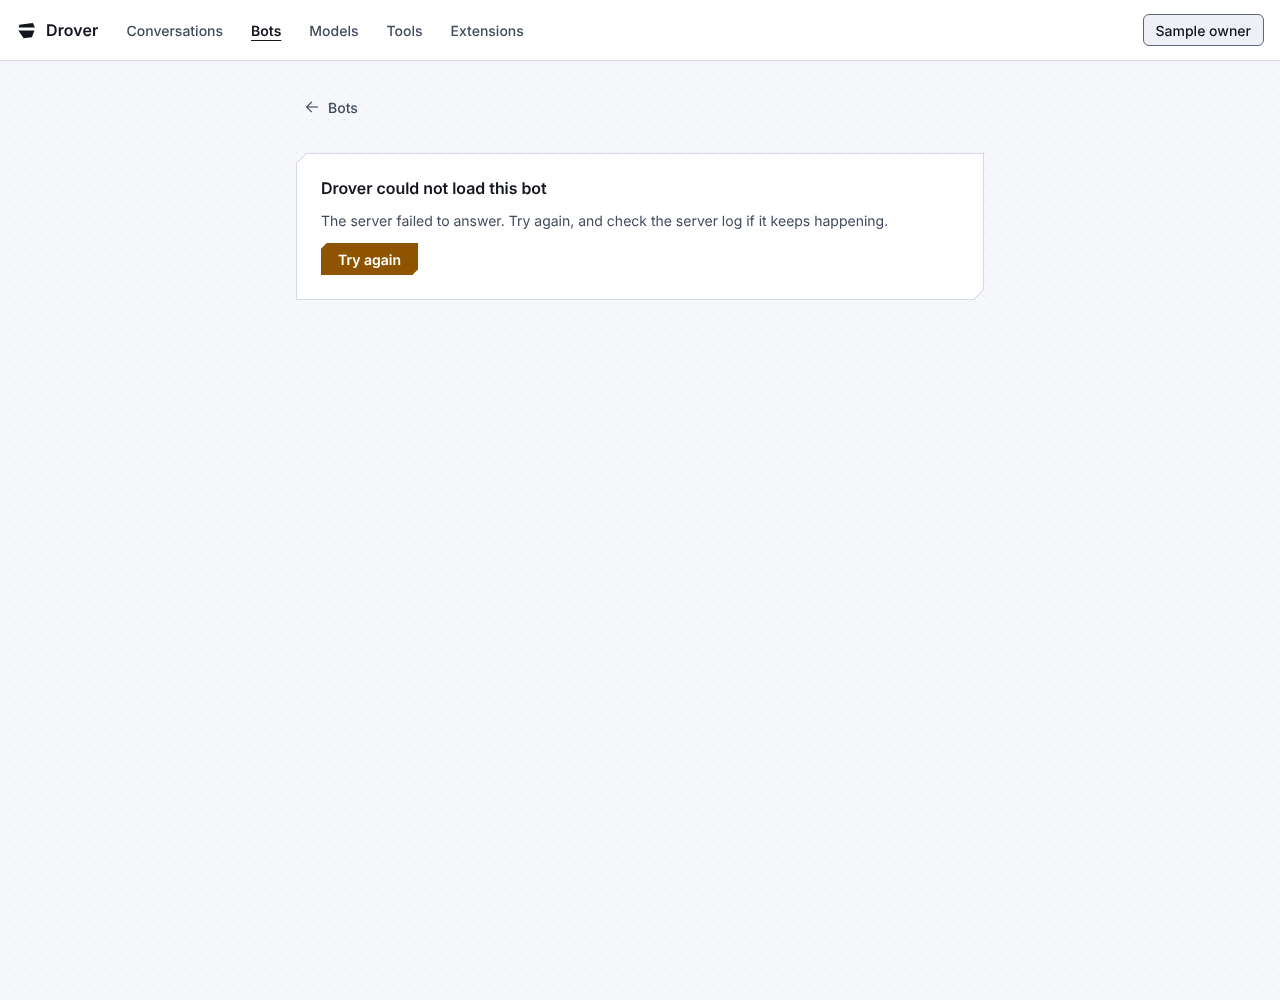 Drover
Conversations
Bots
Models
Tools
Extensions
Sample owner
Bots
Drover could not load this bot
The server failed to answer. Try again, and check the server log if it keeps happening.
Try again